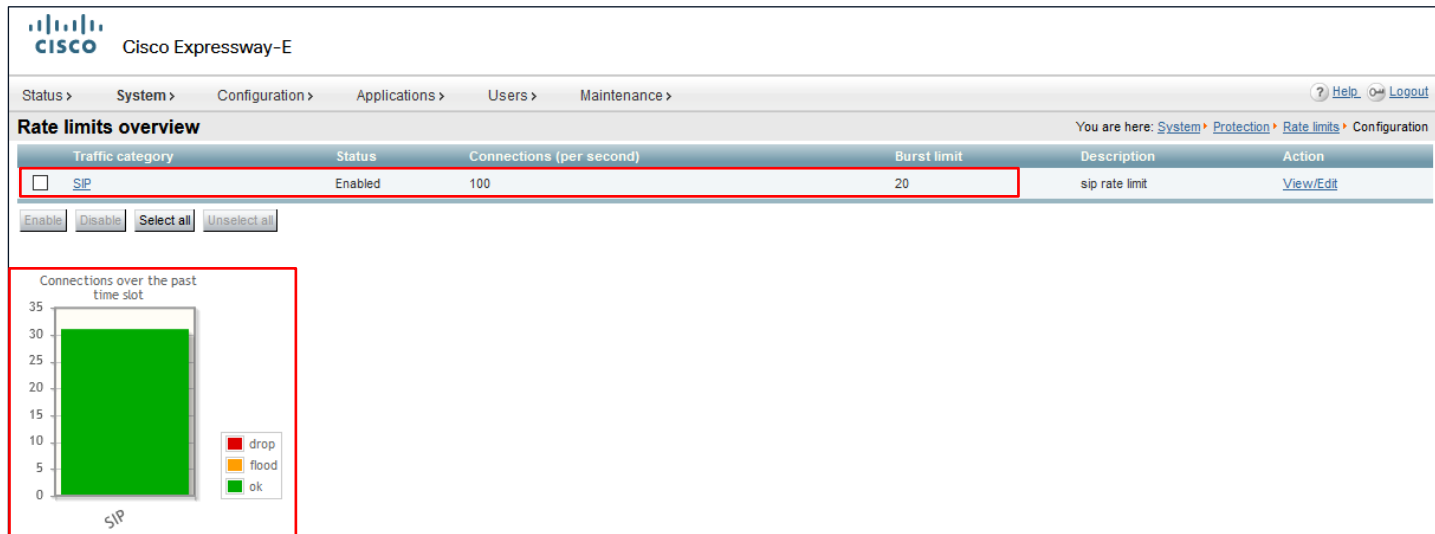 CISCO Cisco Expressway-E
Status > System > Configuration > Applications > Users > Maintenance > ? Help Logout
Rate limits overview You are here: System Protection Rate limits Configuration
Traffic category Status Connections (per second) Burst limit Description Action
SIP Enabled 100 20 sip rate limit View/Edit
Enable Disable Select all Unselect all
Connections over the past
time slot
35
30
25
20
15
10
5
0
SIP
drop
flood
ok